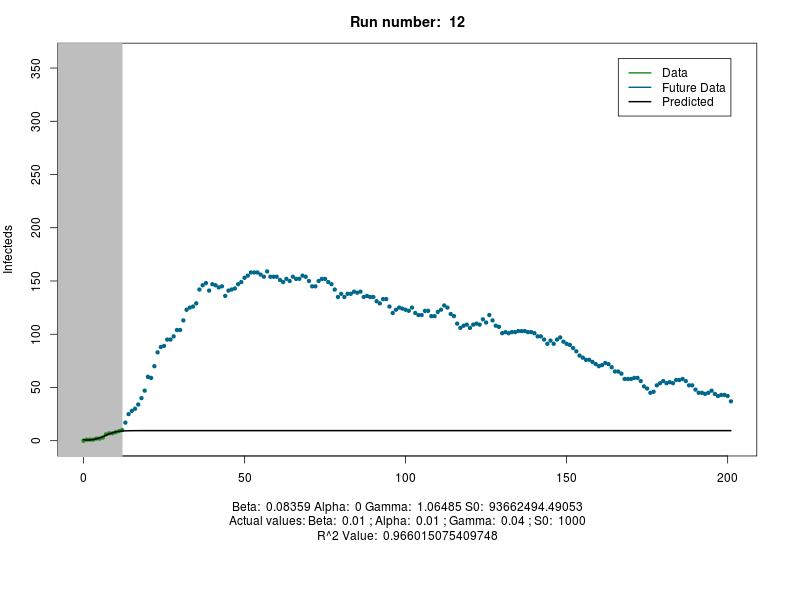 Run number:  12
350
300
250
200
150
100
50
0
Infecteds
Data
Future Data
Predicted
0 50 100 150 200
Beta: 0.08359 Alpha: 0 Gamma: 1.06485 S0: 93662494.49053
Actual values: Beta: 0.01 ; Alpha: 0.01 ; Gamma: 0.04 ; S0: 1000
R^2 Value: 0.966015075409748